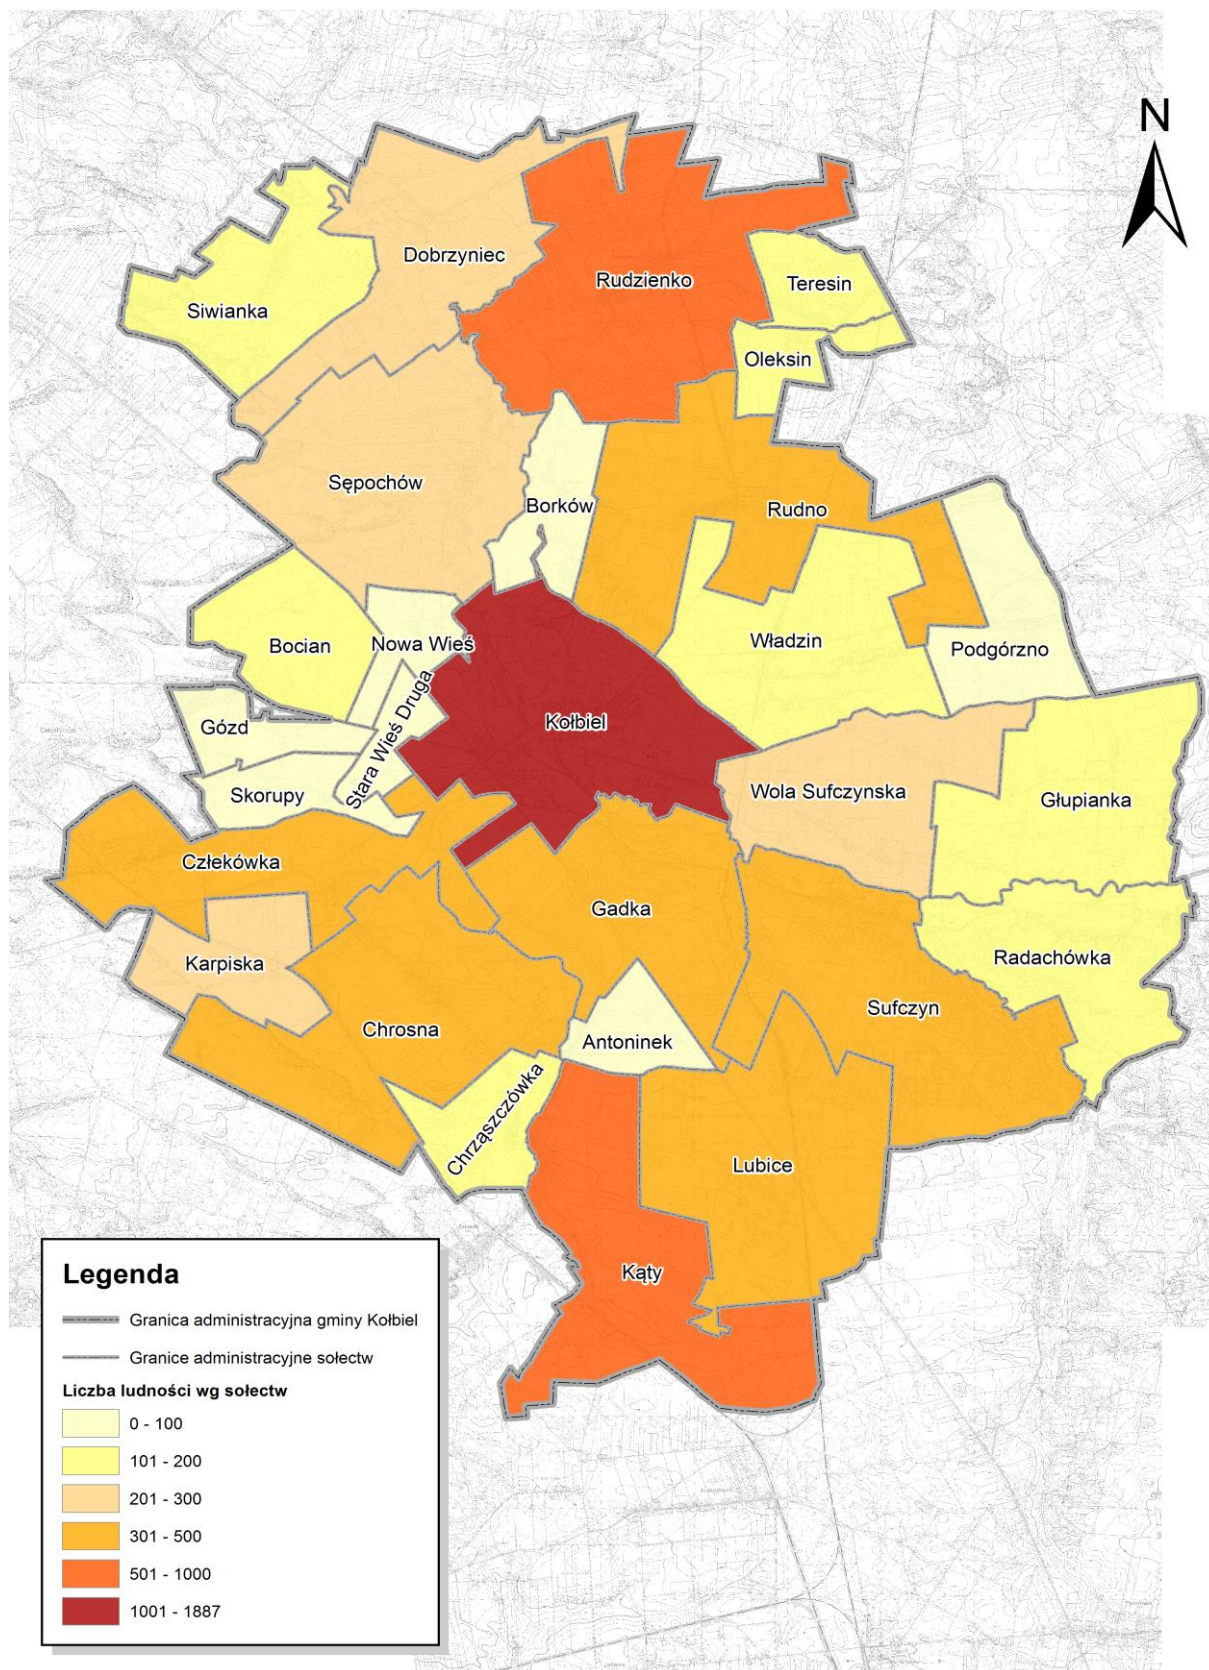 N
Dobrzyniec
Rudzienko
Teresin
Siwianka
Oleksin
Sępochów
Borków
Rudno
Bocian
Nowa Wieś
Władzin
Podgórzno
Gózd
Stara Wieś Druga
Kołbiel
Skorupy
Wola Sufczynska
Głupianka
Człekówka
Gadka
Karpiska
Radachówka
Chrosna
Sufczyn
Antoninek
Chrząszczówka
Lubice
Kąty
Legenda
Granica administracyjna gminy Kołbiel
Granice administracyjne sołectw
Liczba ludności wg sołectw
0 - 100
101 - 200
201 - 300
301 - 500
501 - 1000
1001 - 1887